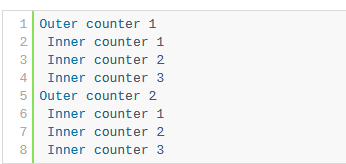 1 Outer counter 1
2  Inner counter 1
3  Inner counter 2
4  Inner counter 3
5 Outer counter 2
6  Inner counter 1
7  Inner counter 2
8  Inner counter 3